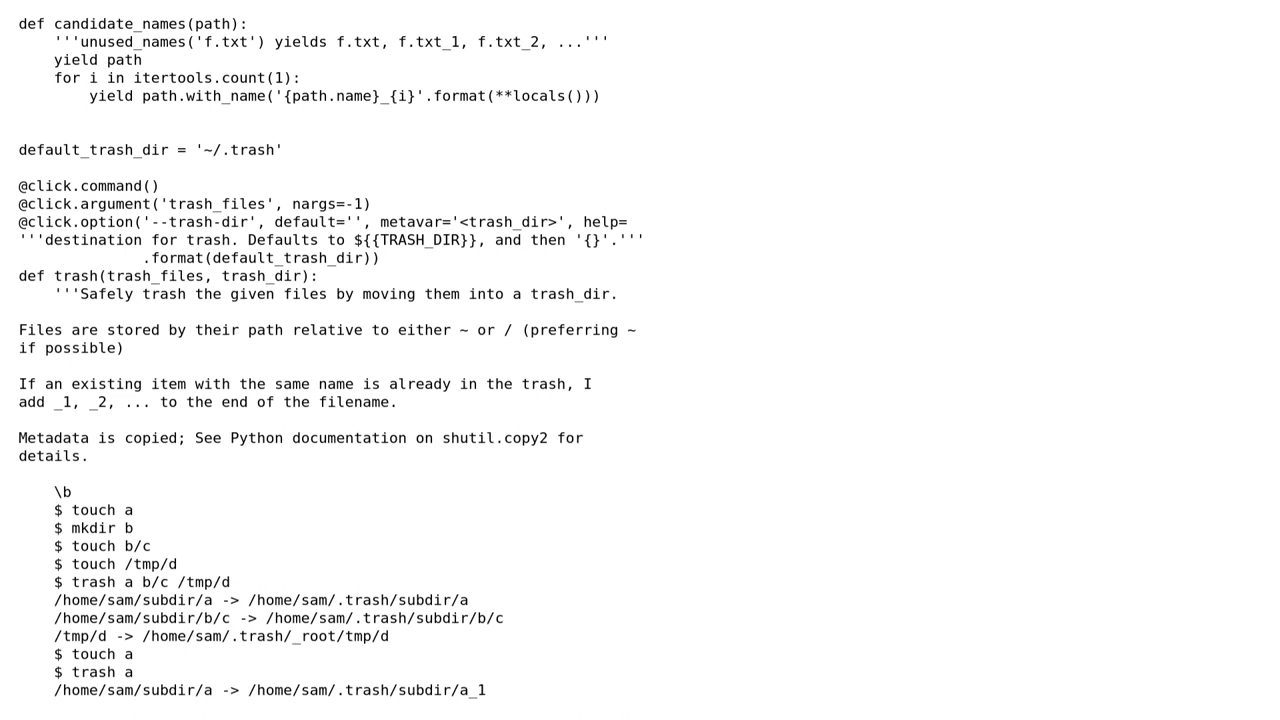 def candidate_names(path):
    '''unused_names('f.txt') yields f.txt, f.txt_1, f.txt_2, ...'''
    yield path
    for i in itertools.count(1):
        yield path.with_name('{path.name}_{i}'.format(**locals()))


default_trash_dir = '~/.trash'

@click.command()
@click.argument('trash_files', nargs=-1)
@click.option('--trash-dir', default='', metavar='<trash_dir>', help=
'''destination for trash. Defaults to ${{TRASH_DIR}}, and then '{}'.'''
              .format(default_trash_dir))
def trash(trash_files, trash_dir):
    '''Safely trash the given files by moving them into a trash_dir.

Files are stored by their path relative to either ~ or / (preferring ~
if possible)

If an existing item with the same name is already in the trash, I
add _1, _2, ... to the end of the filename.

Metadata is copied; See Python documentation on shutil.copy2 for
details.

    \b
    $ touch a
    $ mkdir b
    $ touch b/c
    $ touch /tmp/d
    $ trash a b/c /tmp/d
    /home/sam/subdir/a -> /home/sam/.trash/subdir/a
    /home/sam/subdir/b/c -> /home/sam/.trash/subdir/b/c
    /tmp/d -> /home/sam/.trash/_root/tmp/d
    $ touch a
    $ trash a
    /home/sam/subdir/a -> /home/sam/.trash/subdir/a_1